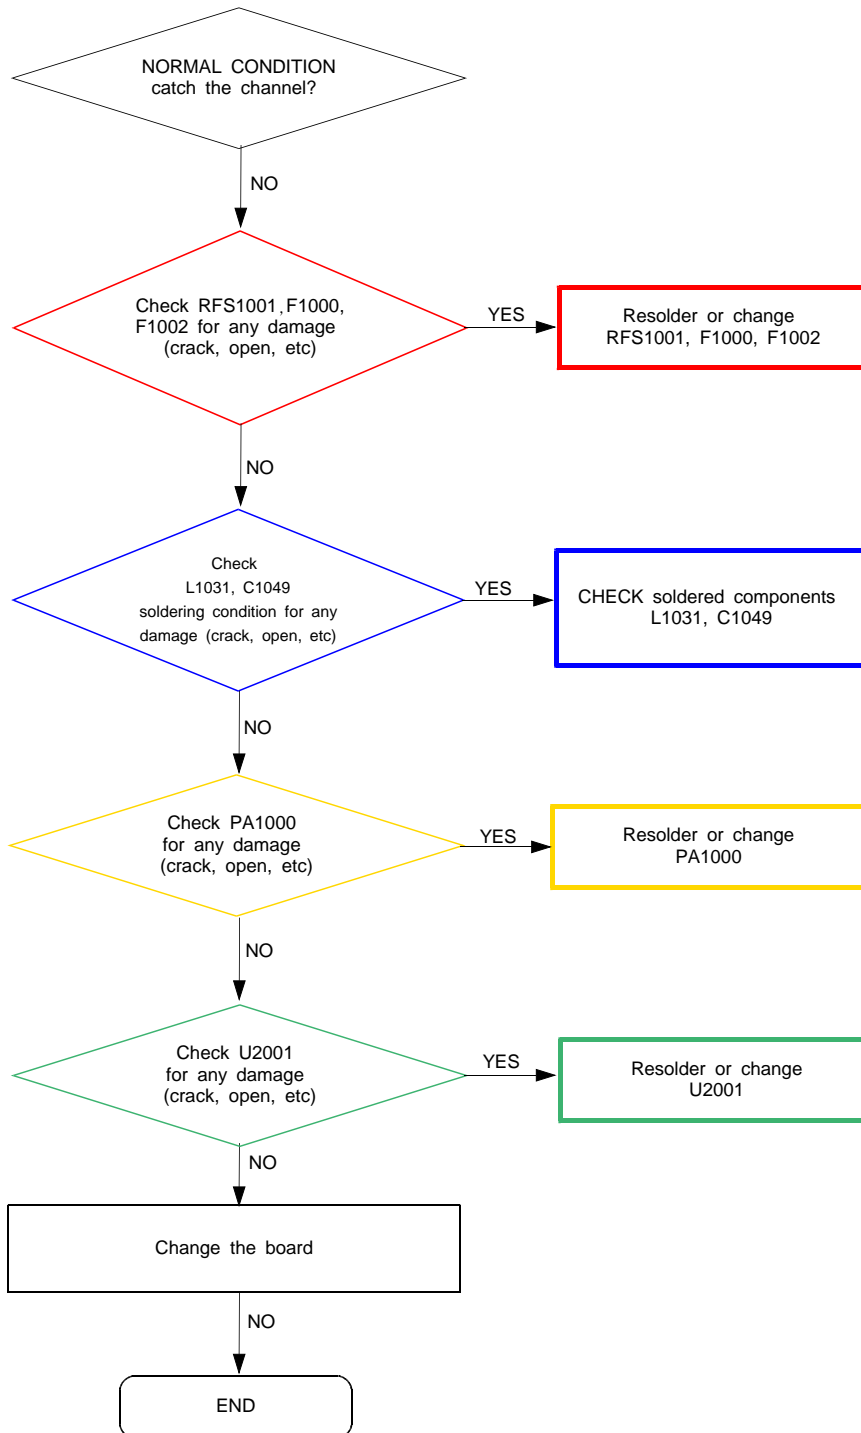 NORMAL CONDITION
catch the channel?
NO
Check RFS1001, F1000,
F1002 for any damage
(crack, open, etc)
YES
Resolder or change
RFS1001, F1000, F1002
NO
Check
L1031, C1049
soldering condition for any
damage (crack, open, etc)
YES
CHECK soldered components
L1031, C1049
NO
Check PA1000
for any damage
(crack, open, etc)
YES
Resolder or change
PA1000
NO
Check U2001
for any damage
(crack, open, etc)
YES
Resolder or change
U2001
NO
Change the board
NO
END